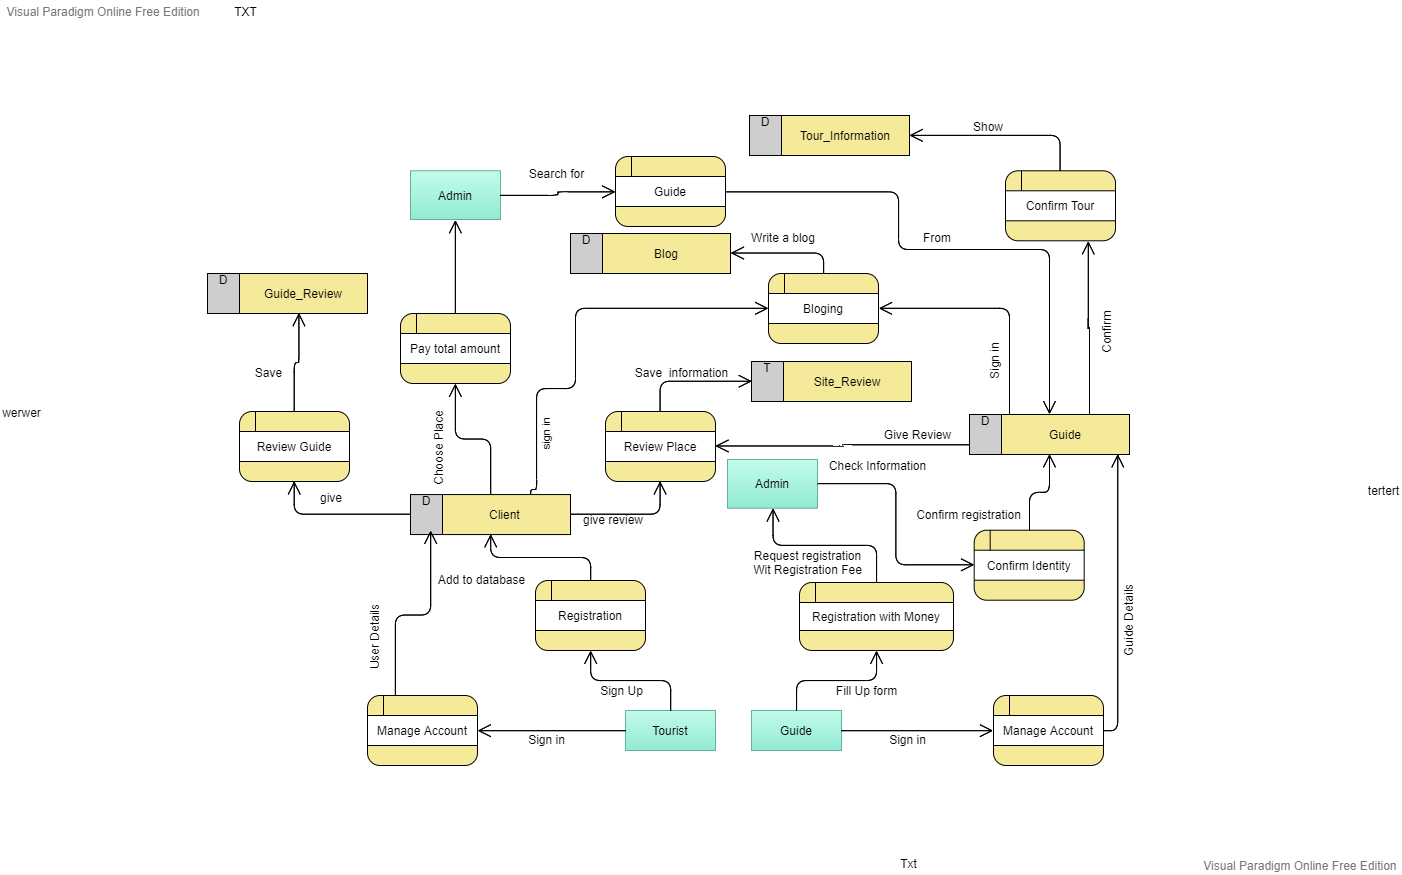 Visual Paradigm Online Free Edition
TXT
D
Tour_Information
Show
Search for
Admin
Guide
Confirm Tour
D
Blog
Write a blog
From
D
Guide_Review
Bloging
Pay total amount
Confirm
Sign in
Save
Save  information
T
Site_Review
werwer
Choose Place
sign in
Review Guide
Review Place
Give Review
D
Guide
Check Information
Admin
tertert
give
D
Client
give review
Confirm registration
Request registration
Wit Registration Fee
Confirm Identity
Add to database
Registration
Registration with Money
User Details
Guide Details
Sign Up
Fill Up form
Manage Account
Sign in
Tourist
Guide
Sign in
Manage Account
Txt
Visual Paradigm Online Free Edition